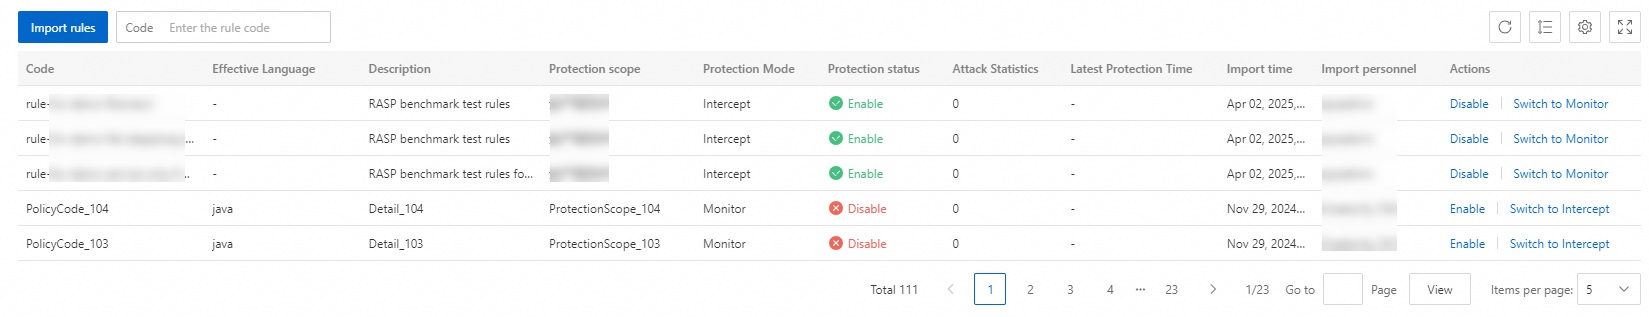 Import rules Code Enter the rule code
Code Effective Language Description Protection scope Protection Mode Protection status Attack Statistics Latest Protection Time Import time Import personnel Actions
rule- - RASP benchmark test rules Intercept Enable 0 - Apr 02, 2025,... Disable Switch to Monitor
rule- ... - RASP benchmark test rules Intercept Enable 0 - Apr 02, 2025,... Disable Switch to Monitor
rule- .. - RASP benchmark test rules fo... Intercept Enable 0 - Apr 02, 2025,... Disable Switch to Monitor
PolicyCode_104 java Detail_104 ProtectionScope_104 Monitor Disable 0 - Nov 29, 2024... Enable Switch to Intercept
PolicyCode_103 java Detail_103 ProtectionScope_103 Monitor Disable 0 - Nov 29, 2024... Enable Switch to Intercept
Total 111 1 2 3 4 ··· 23 1/23 Go to Page View Items per page: 5